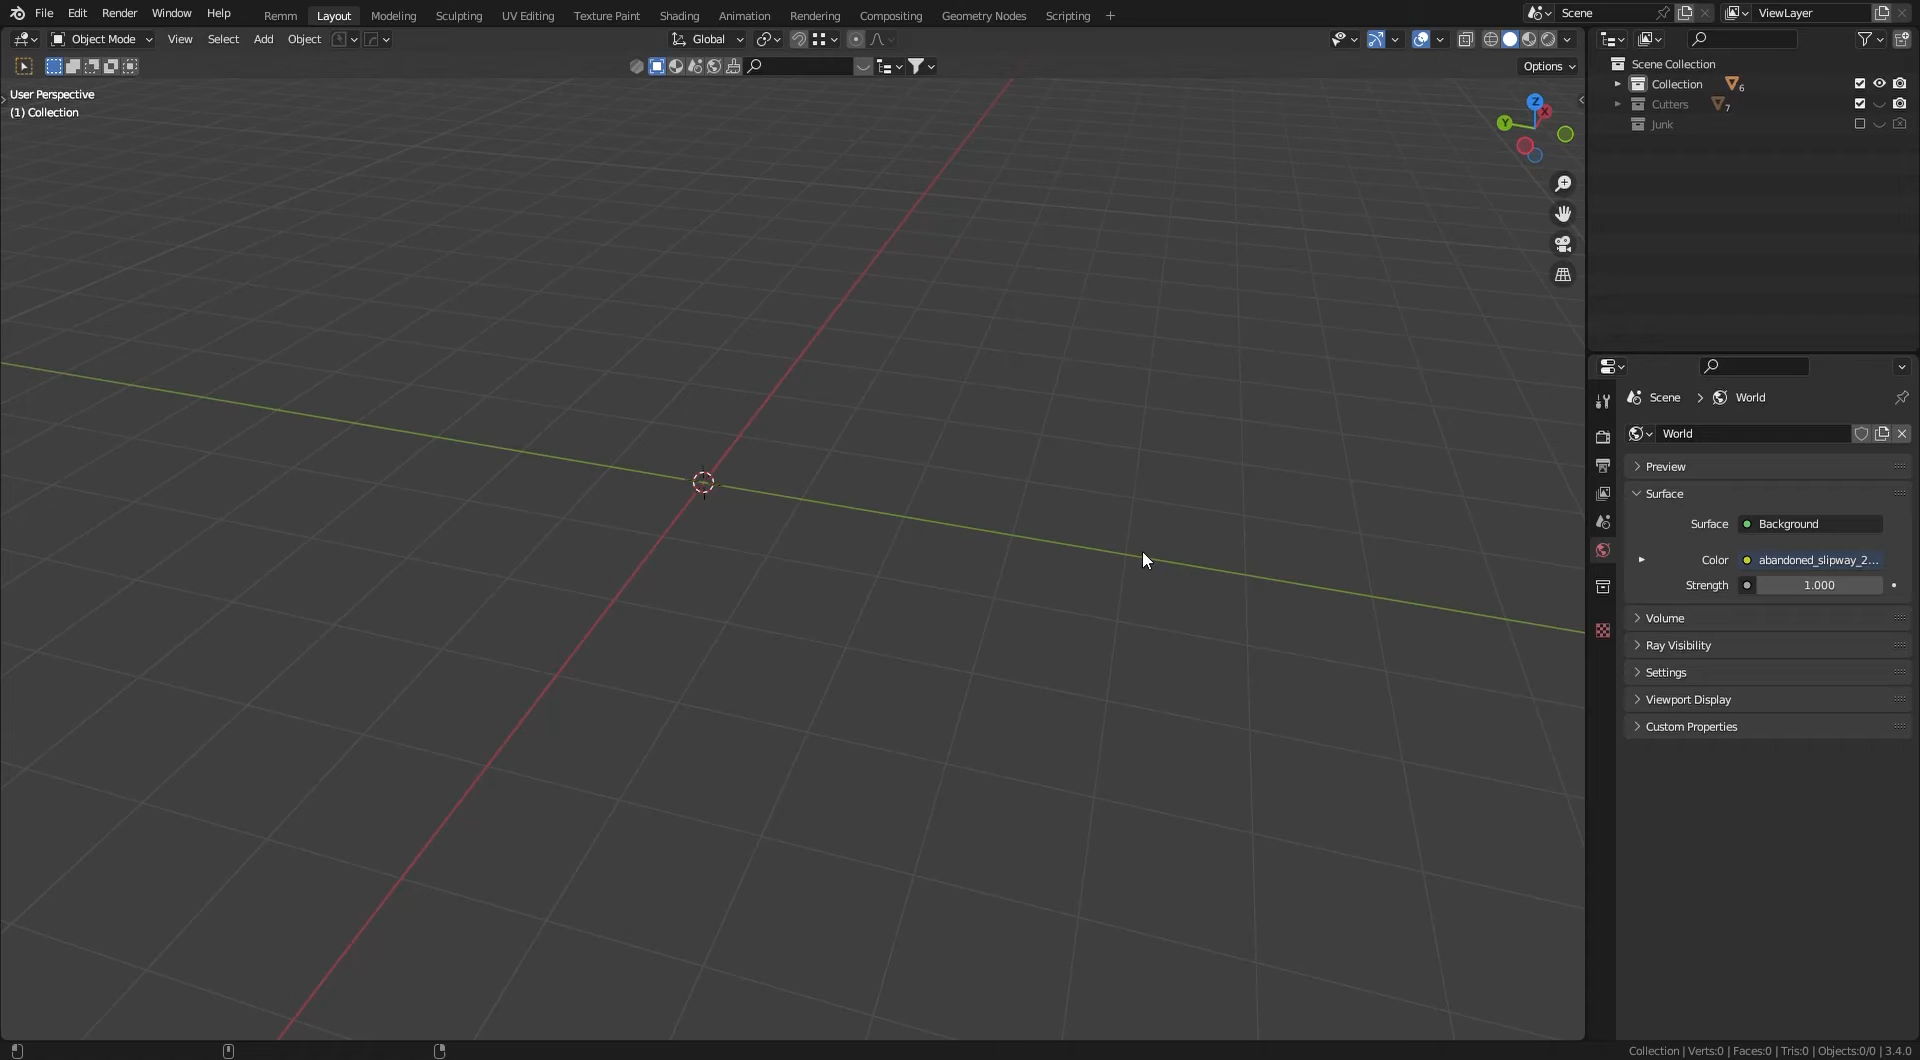 File Edit Render Window Help Remm Layout Modeling Sculpting UV Editing Texture Paint Shading Animation Rendering Compositing Geometry Nodes Scripting + Scene ViewLayer
Object Mode View Select Add Object Global
Options
User Perspective
(1) Collection
Z
X
Y
Scene Collection
Collection 6
Cutters 7
Junk
Scene > World
World
Preview
Surface
Surface Background
Color abandoned_slipway_2...
Strength 1.000
Volume
Ray Visibility
Settings
Viewport Display
Custom Properties
Collection | Verts:0 | Faces:0 | Tris:0 | Objects:0/0 | 3.4.0